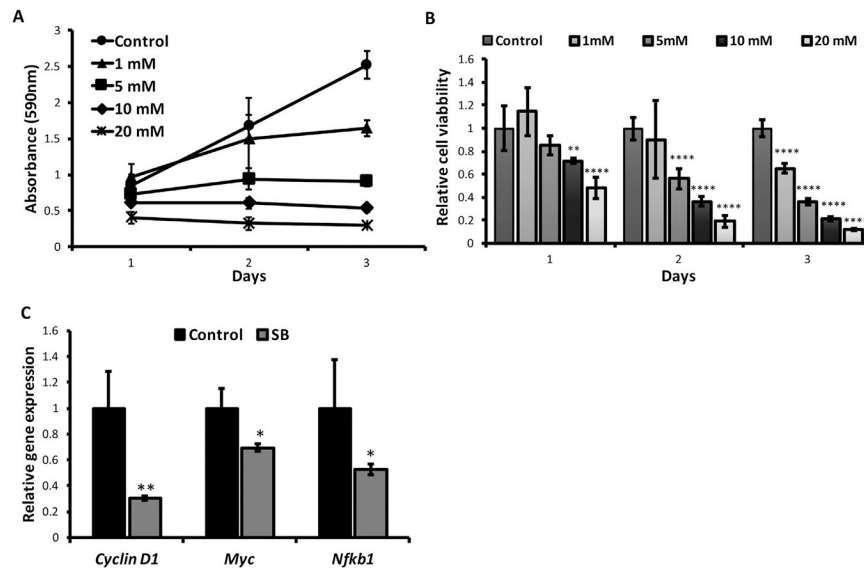 A
Control
1 mM
5 mM
10 mM
20 mM
3
2.5
2
1.5
1
0.5
0
Absorbance (590nm)
1 2 3
Days
B
Control 1mM 5mM 10 mM 20 mM
1.6
1.4
1.2
1
0.8
0.6
0.4
0.2
0
Relative cell viabbility
**
****
****
****
****
****
****
****
***
1 2 3
Days
C
Control SB
1.6
1.4
1.2
1
0.8
0.6
0.4
0.2
0
Relative gene expression
**
*
*
Cyclin D1 Myc Nfkb1